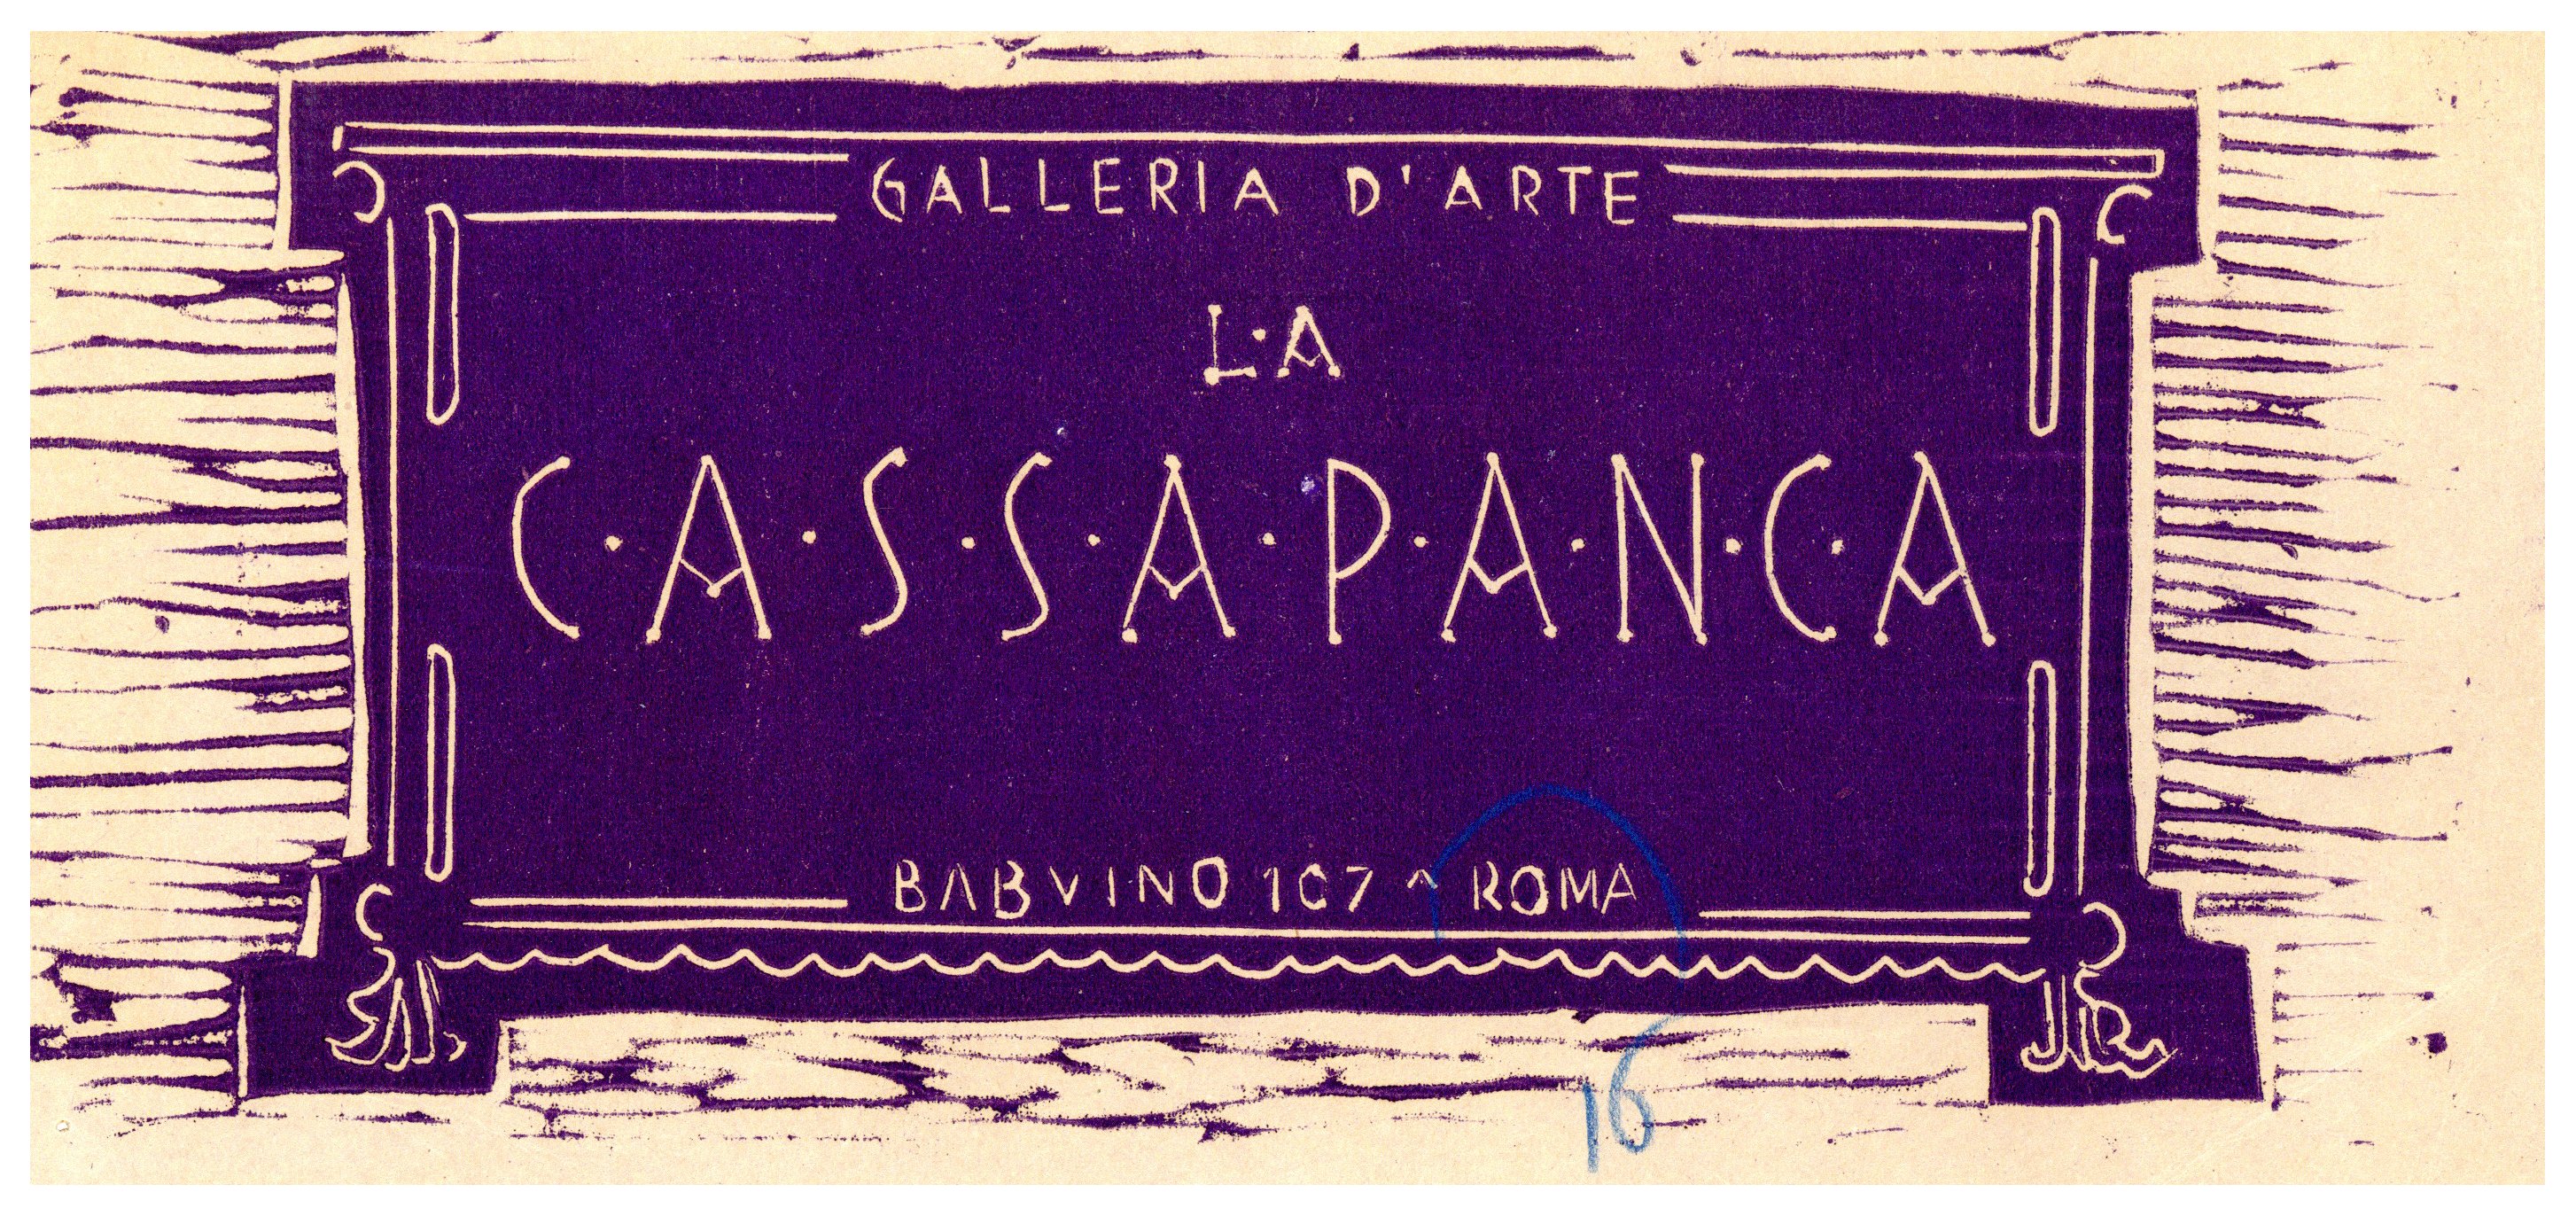 GALLERIA D'ARTE
L·A
C·A·S·S·A·P·A·N·C·A
BABVINO 107 ^ ROMA
16